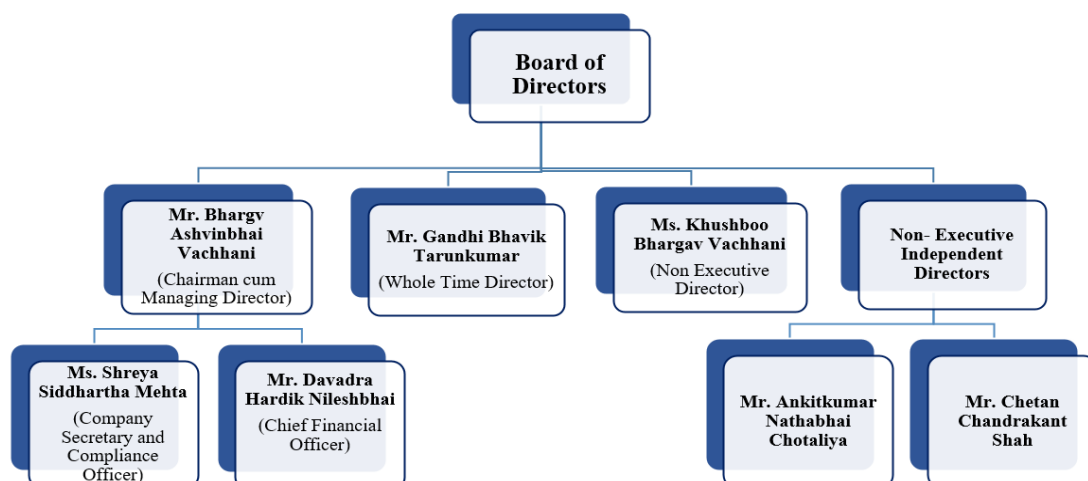 Board of
Directors
Mr. Bhargv
Ashvinbhai
Vachhani
(Chairman cum
Managing Director)
Mr. Gandhi Bhavik
Tarunkumar
(Whole Time Director)
Ms. Khushboo
Bhargav Vachhani
(Non Executive
Director)
Non- Executive
Independent
Directors
Ms. Shreya
Siddhartha Mehta
(Company
Secretary and
Compliance
Officer)
Mr. Davadra
Hardik Nileshbhai
(Chief Financial
Officer)
Mr. Ankitkumar
Nathabhai
Chotaliya
Mr. Chetan
Chandrakant
Shah